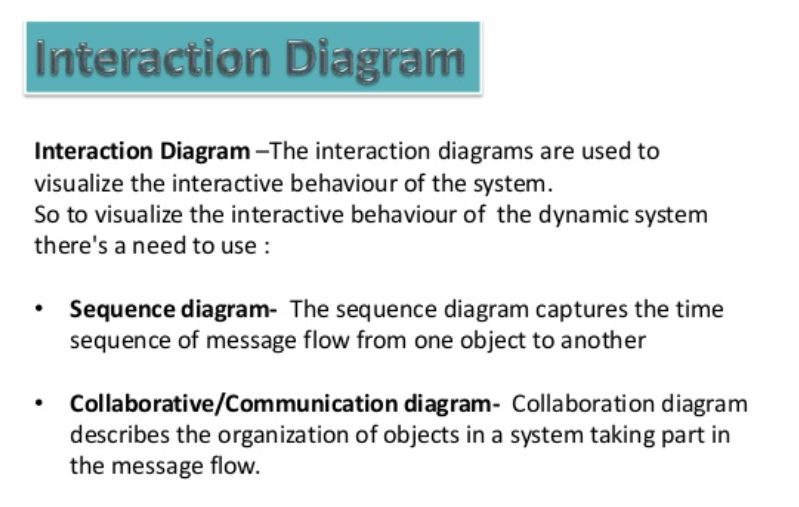 Interaction Diagram
Interaction Diagram –The interaction diagrams are used to
visualize the interactive behaviour of the system.
So to visualize the interactive behaviour of the dynamic system
there's a need to use :
• Sequence diagram- The sequence diagram captures the time
sequence of message flow from one object to another
• Collaborative/Communication diagram- Collaboration diagram
describes the organization of objects in a system taking part in
the message flow.